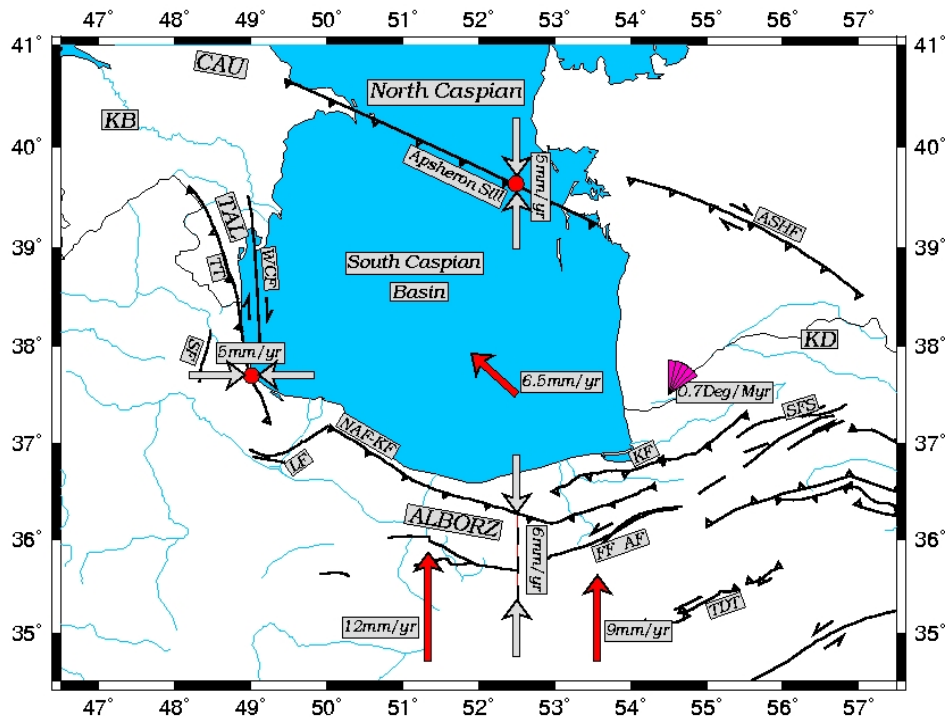 47° 48° 49° 50° 51° 52° 53° 54° 55° 56° 57°
41° 41°
CAU
North Caspian
KB
40° 40°
Apsheron Sill
5mm/yr
TAL
ASHF
39° 39°
TT
WCF
South Caspian
Basin
38° 38°
KD
SF
5mm/yr
6.5mm/yr
0.7Deg/Myr
SFS
37° 37°
NAF-KF
LF
KF
ALBORZ
36° 36°
6mm/yr
FF AF
TDT
12mm/yr
9mm/yr
35° 35°
47° 48° 49° 50° 51° 52° 53° 54° 55° 56° 57°